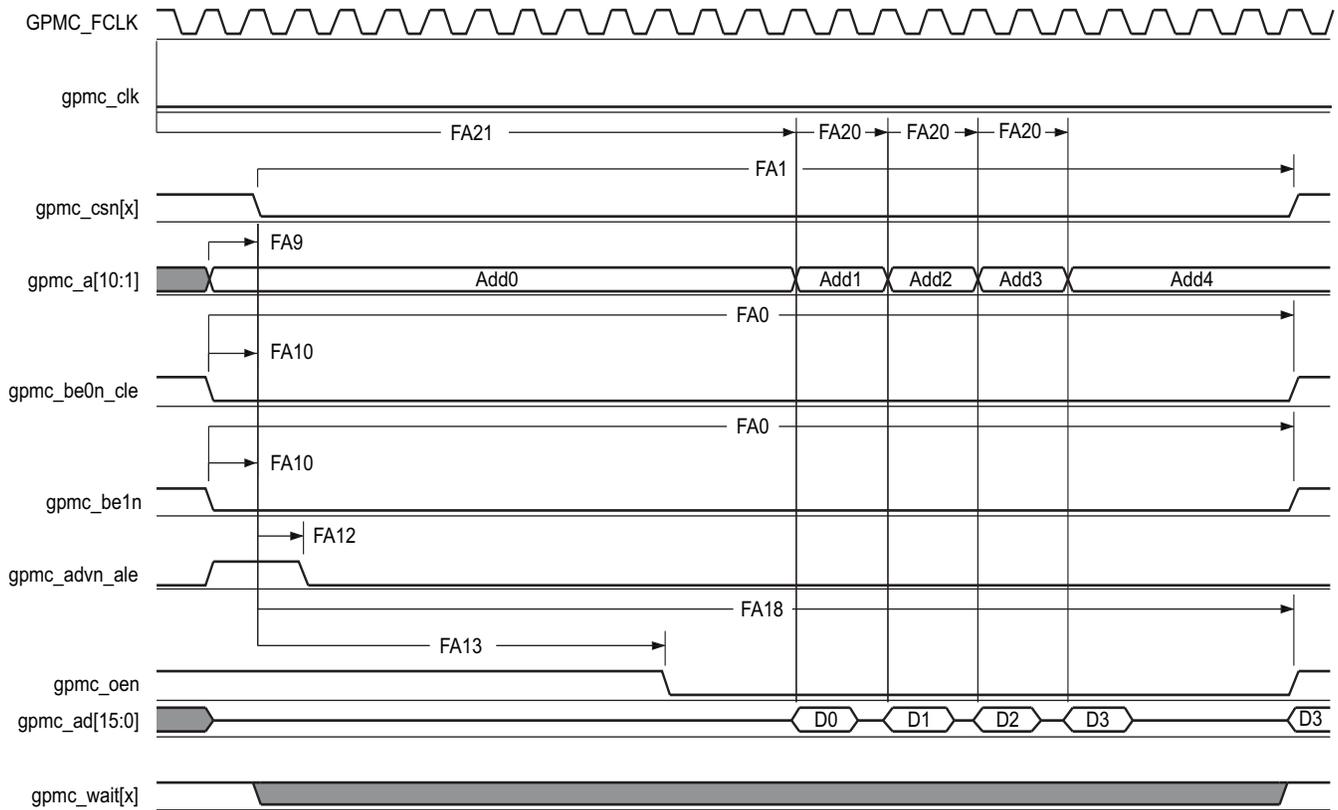 GPMC_FCLK
gpmc_clk
FA21 FA20 FA20 FA20
FA1
gpmc_csn[x]
FA9
gpmc_a[10:1] Add0 Add1 Add2 Add3 Add4
FA0
FA10
gpmc_be0n_cle
FA0
FA10
gpmc_be1n
FA12
gpmc_advn_ale
FA18
FA13
gpmc_oen
gpmc_ad[15:0] D0 D1 D2 D3 D3
gpmc_wait[x]